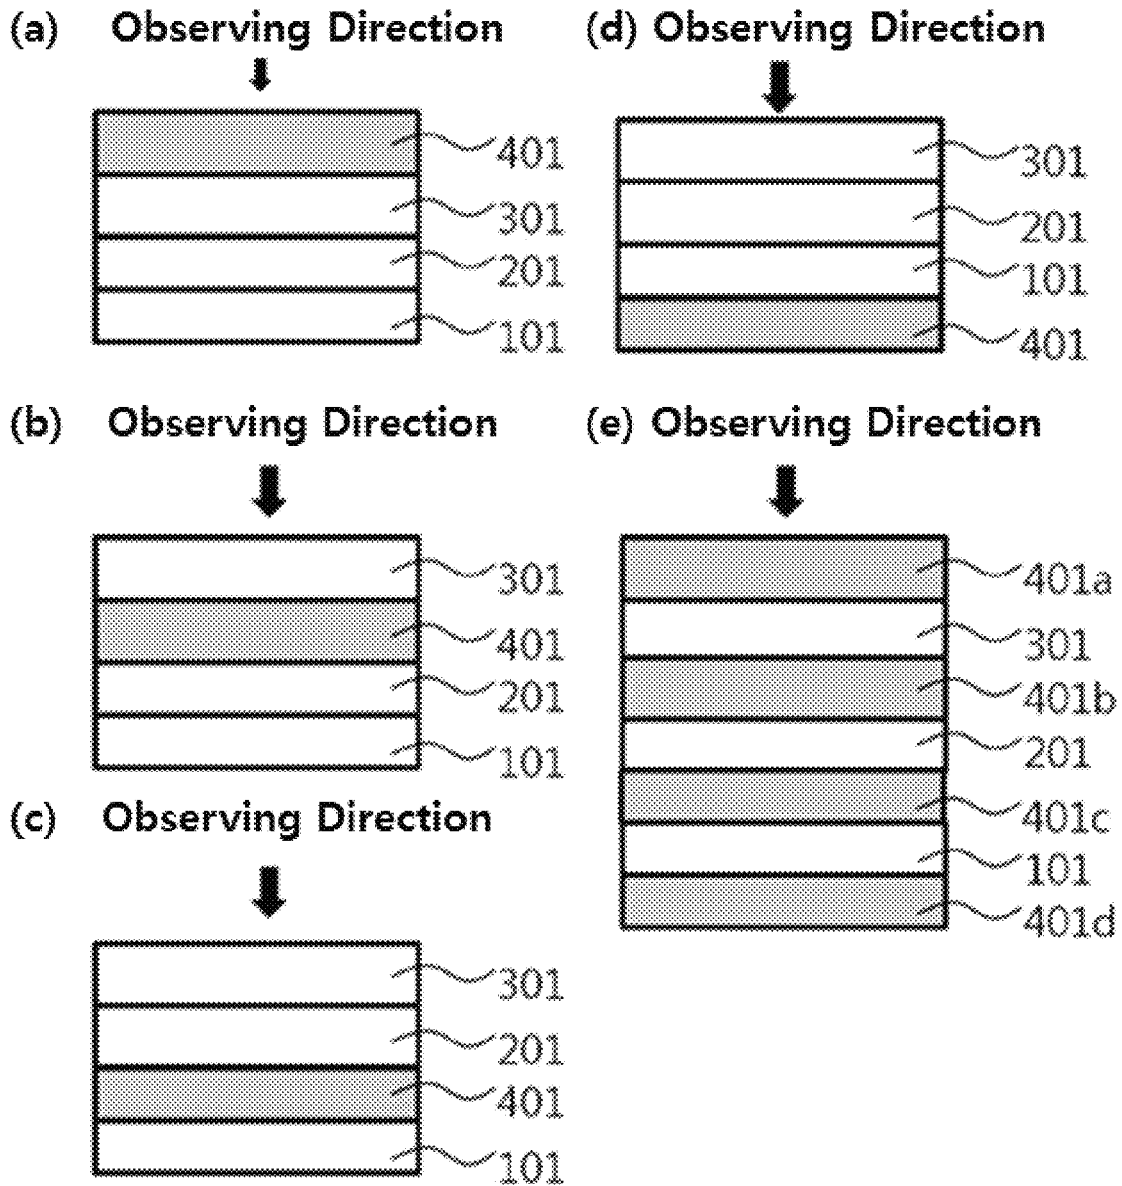 (a) Observing Direction
401
301
201
101
(b) Observing Direction
301
401
201
101
(c) Observing Direction
301
201
401
101
(d) Observing Direction
301
201
101
401
(e) Observing Direction
401a
301
401b
201
401c
101
401d